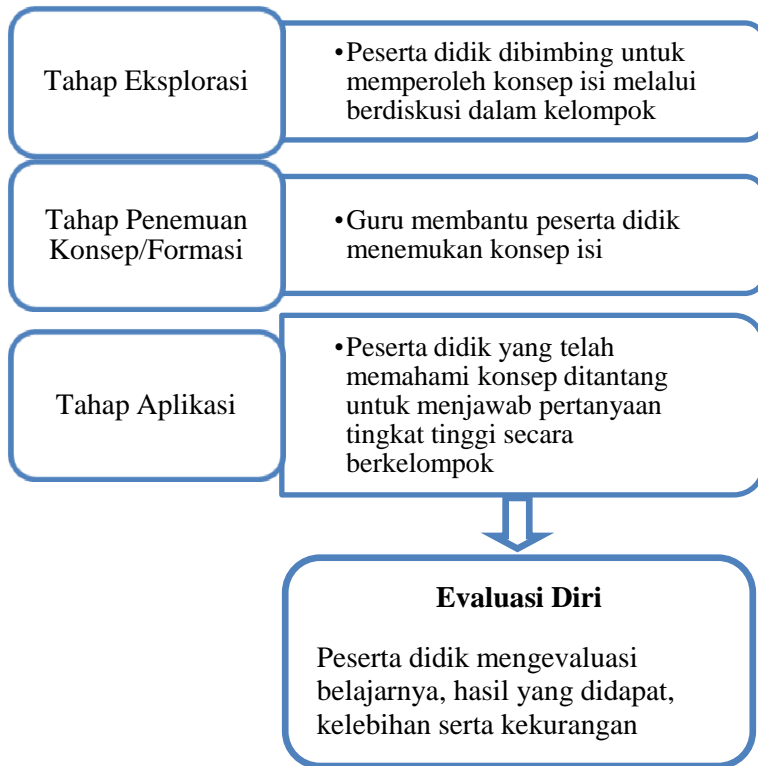 Tahap Eksplorasi
•Peserta didik dibimbing untuk
memperoleh konsep isi melalui
berdiskusi dalam kelompok
Tahap Penemuan
Konsep/Formasi
•Guru membantu peserta didik
menemukan konsep isi
Tahap Aplikasi
•Peserta didik yang telah
memahami konsep ditantang
untuk menjawab pertanyaan
tingkat tinggi secara
berkelompok
Evaluasi Diri
Peserta didik mengevaluasi
belajarnya, hasil yang didapat,
kelebihan serta kekurangan